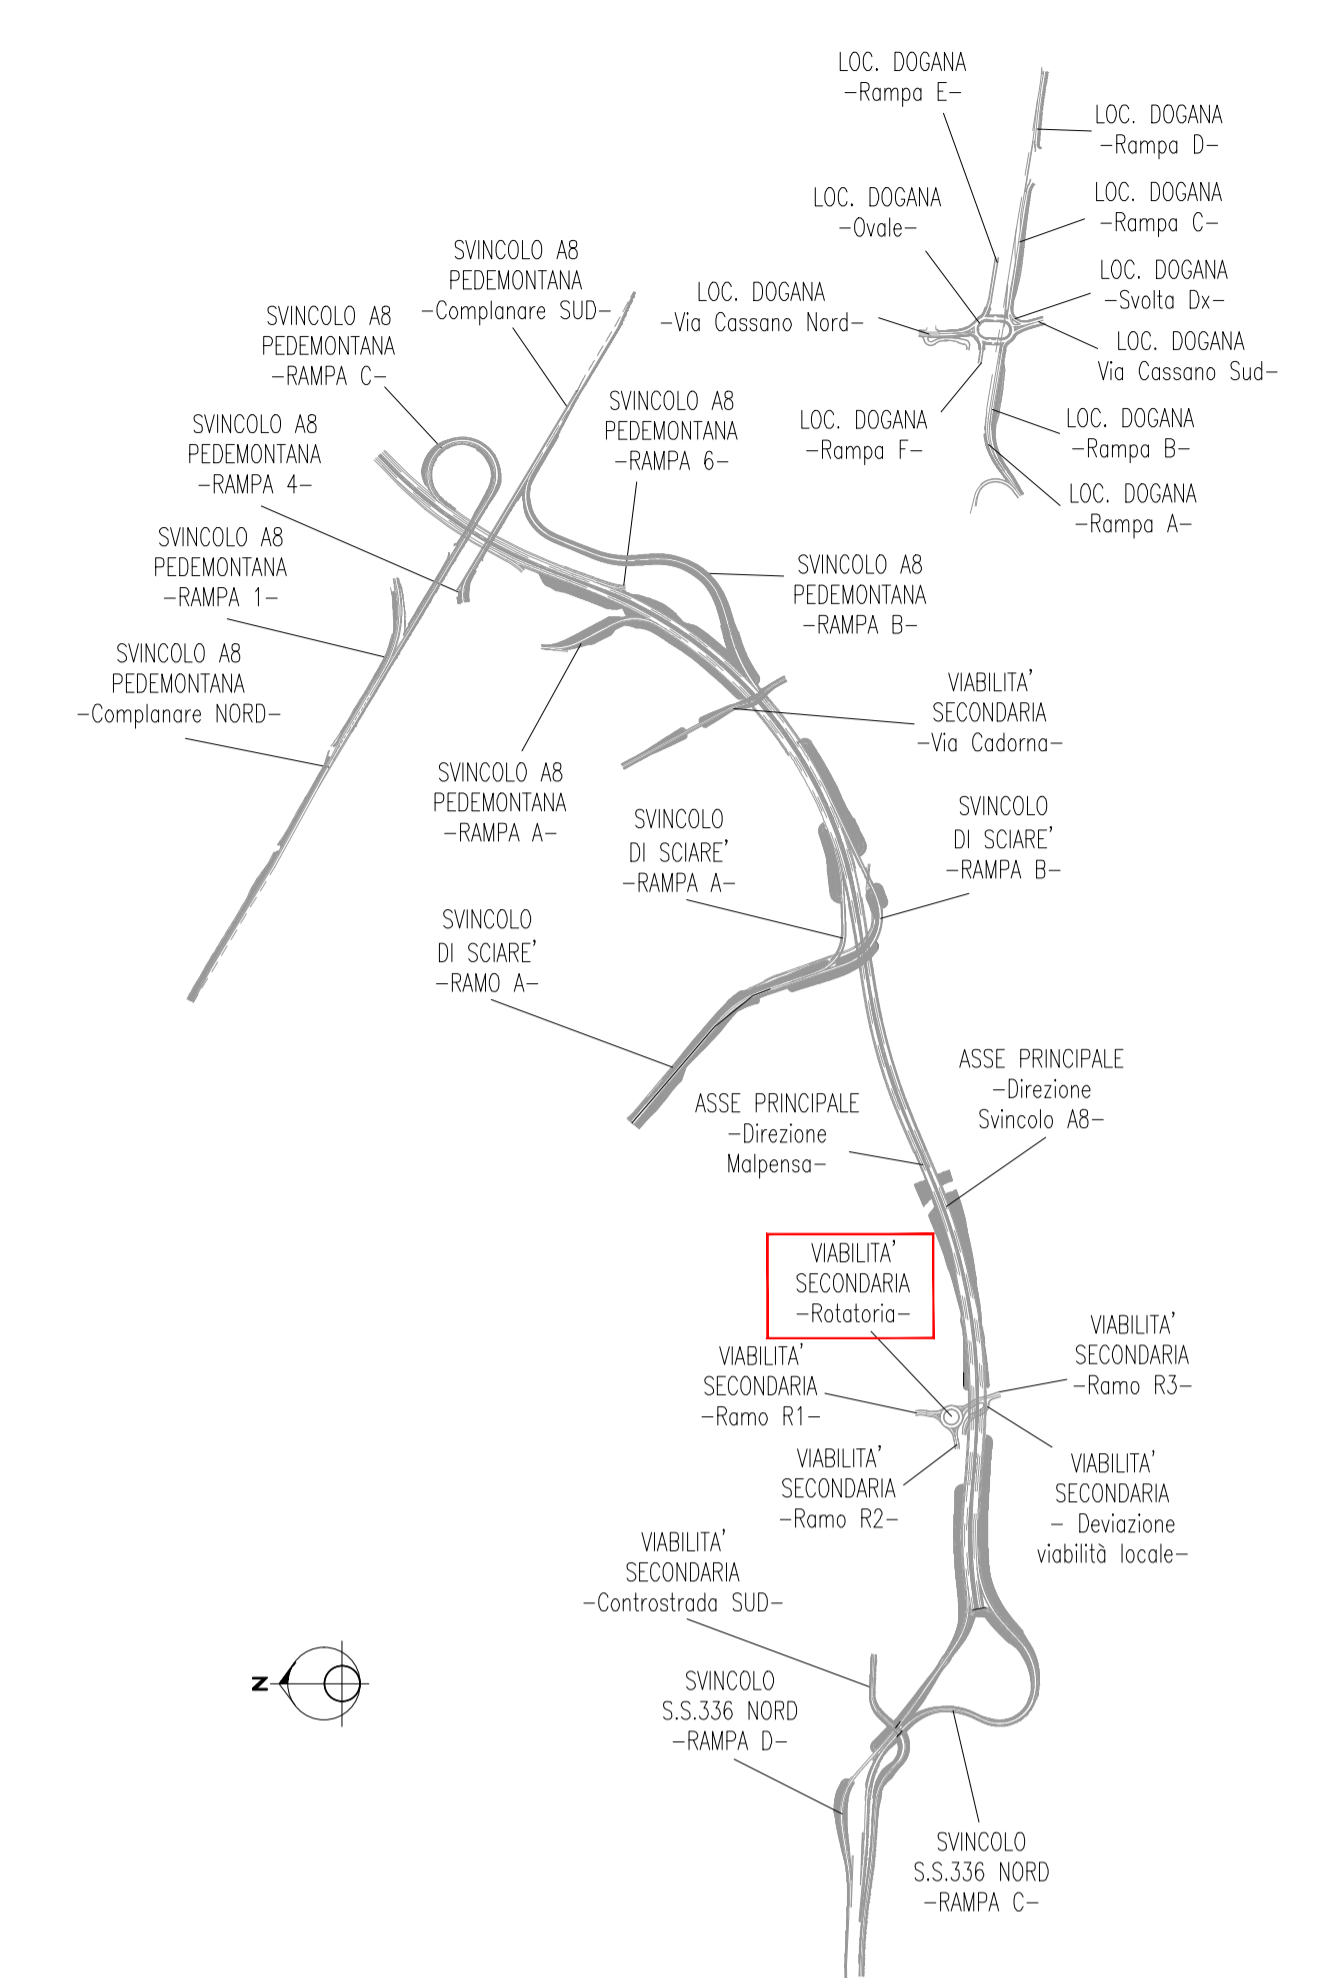 LOC. DOGANA
-Rampa E-
LOC. DOGANA
-Rampa D-
LOC. DOGANA
-Ovale-
LOC. DOGANA
-Rampa C-
SVINCOLO A8
PEDEMONTANA
-Complanare SUD-
LOC. DOGANA
-Via Cassano Nord-
LOC. DOGANA
-Svolta Dx-
SVINCOLO A8
PEDEMONTANA
-RAMPA C-
LOC. DOGANA
Via Cassano Sud-
SVINCOLO A8
PEDEMONTANA
-RAMPA 4-
SVINCOLO A8
PEDEMONTANA
-RAMPA 6-
LOC. DOGANA
-Rampa F-
LOC. DOGANA
-Rampa B-
LOC. DOGANA
-Rampa A-
SVINCOLO A8
PEDEMONTANA
-RAMPA 1-
SVINCOLO A8
PEDEMONTANA
-RAMPA B-
SVINCOLO A8
PEDEMONTANA
-Complanare NORD-
VIABILITA'
SECONDARIA
-Via Cadorna-
SVINCOLO A8
PEDEMONTANA
-RAMPA A-
SVINCOLO
DI SCIARE'
-RAMPA A-
SVINCOLO
DI SCIARE'
-RAMPA B-
SVINCOLO
DI SCIARE'
-RAMO A-
ASSE PRINCIPALE
-Direzione
Svincolo A8-
ASSE PRINCIPALE
-Direzione
Malpensa-
VIABILITA'
SECONDARIA
-Rotatoria-
VIABILITA'
SECONDARIA
-Ramo R3-
VIABILITA'
SECONDARIA
-Ramo R1-
VIABILITA'
SECONDARIA
-Ramo R2-
VIABILITA'
SECONDARIA
- Deviazione
viabilità locale-
VIABILITA'
SECONDARIA
-Controstrada SUD-
N
SVINCOLO
S.S.336 NORD
-RAMPA D-
SVINCOLO
S.S.336 NORD
-RAMPA C-